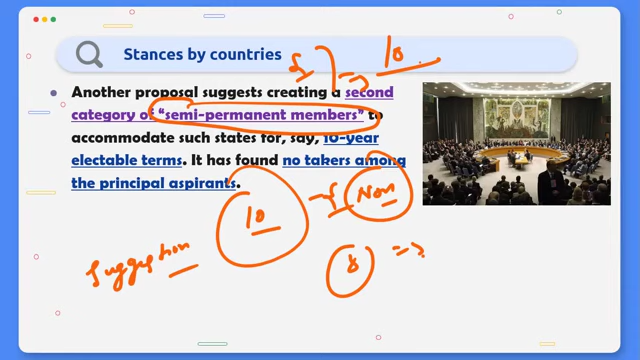 Stances by countries
10
Another proposal suggests creating a second
category of “semi-permanent members” to
accommodate such states for, say, 10-year
electable terms. It has found no takers among
the principal aspirants.
10
Non
Suggestion
8